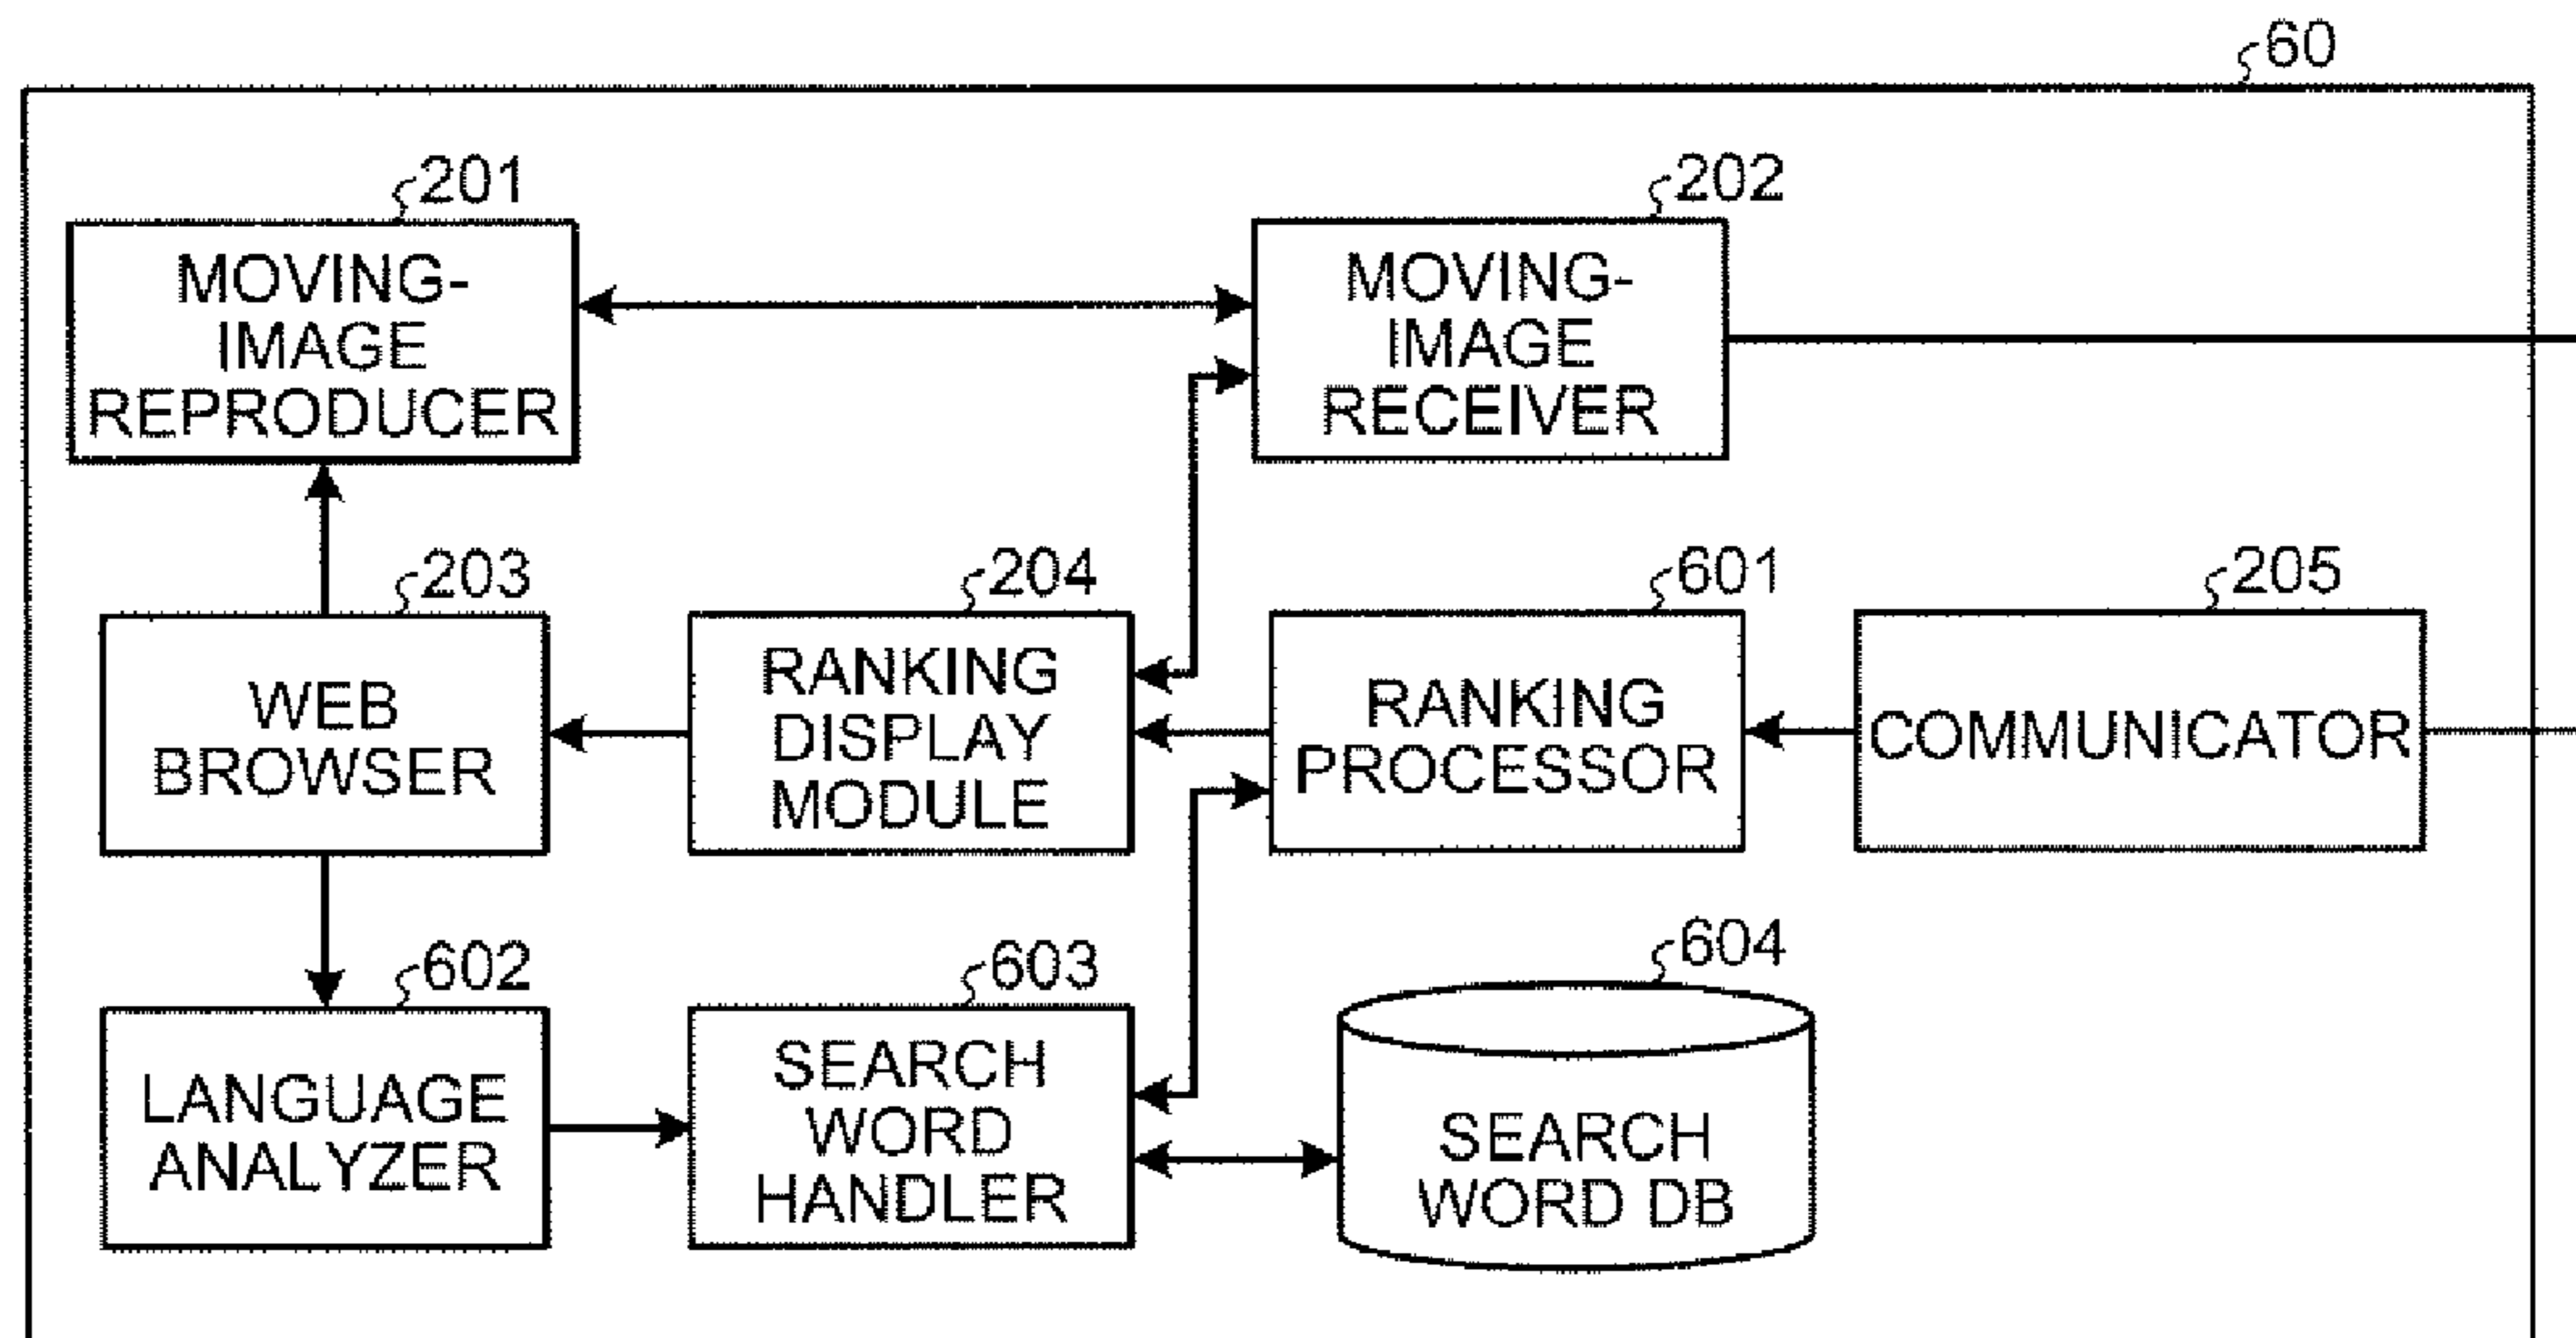 60
201
MOVING-
IMAGE
REPRODUCER
202
MOVING-
IMAGE
RECEIVER
203
WEB
BROWSER
204
RANKING
DISPLAY
MODULE
601
RANKING
PROCESSOR
205
COMMUNICATOR
602
LANGUAGE
ANALYZER
603
SEARCH
WORD
HANDLER
604
SEARCH
WORD DB